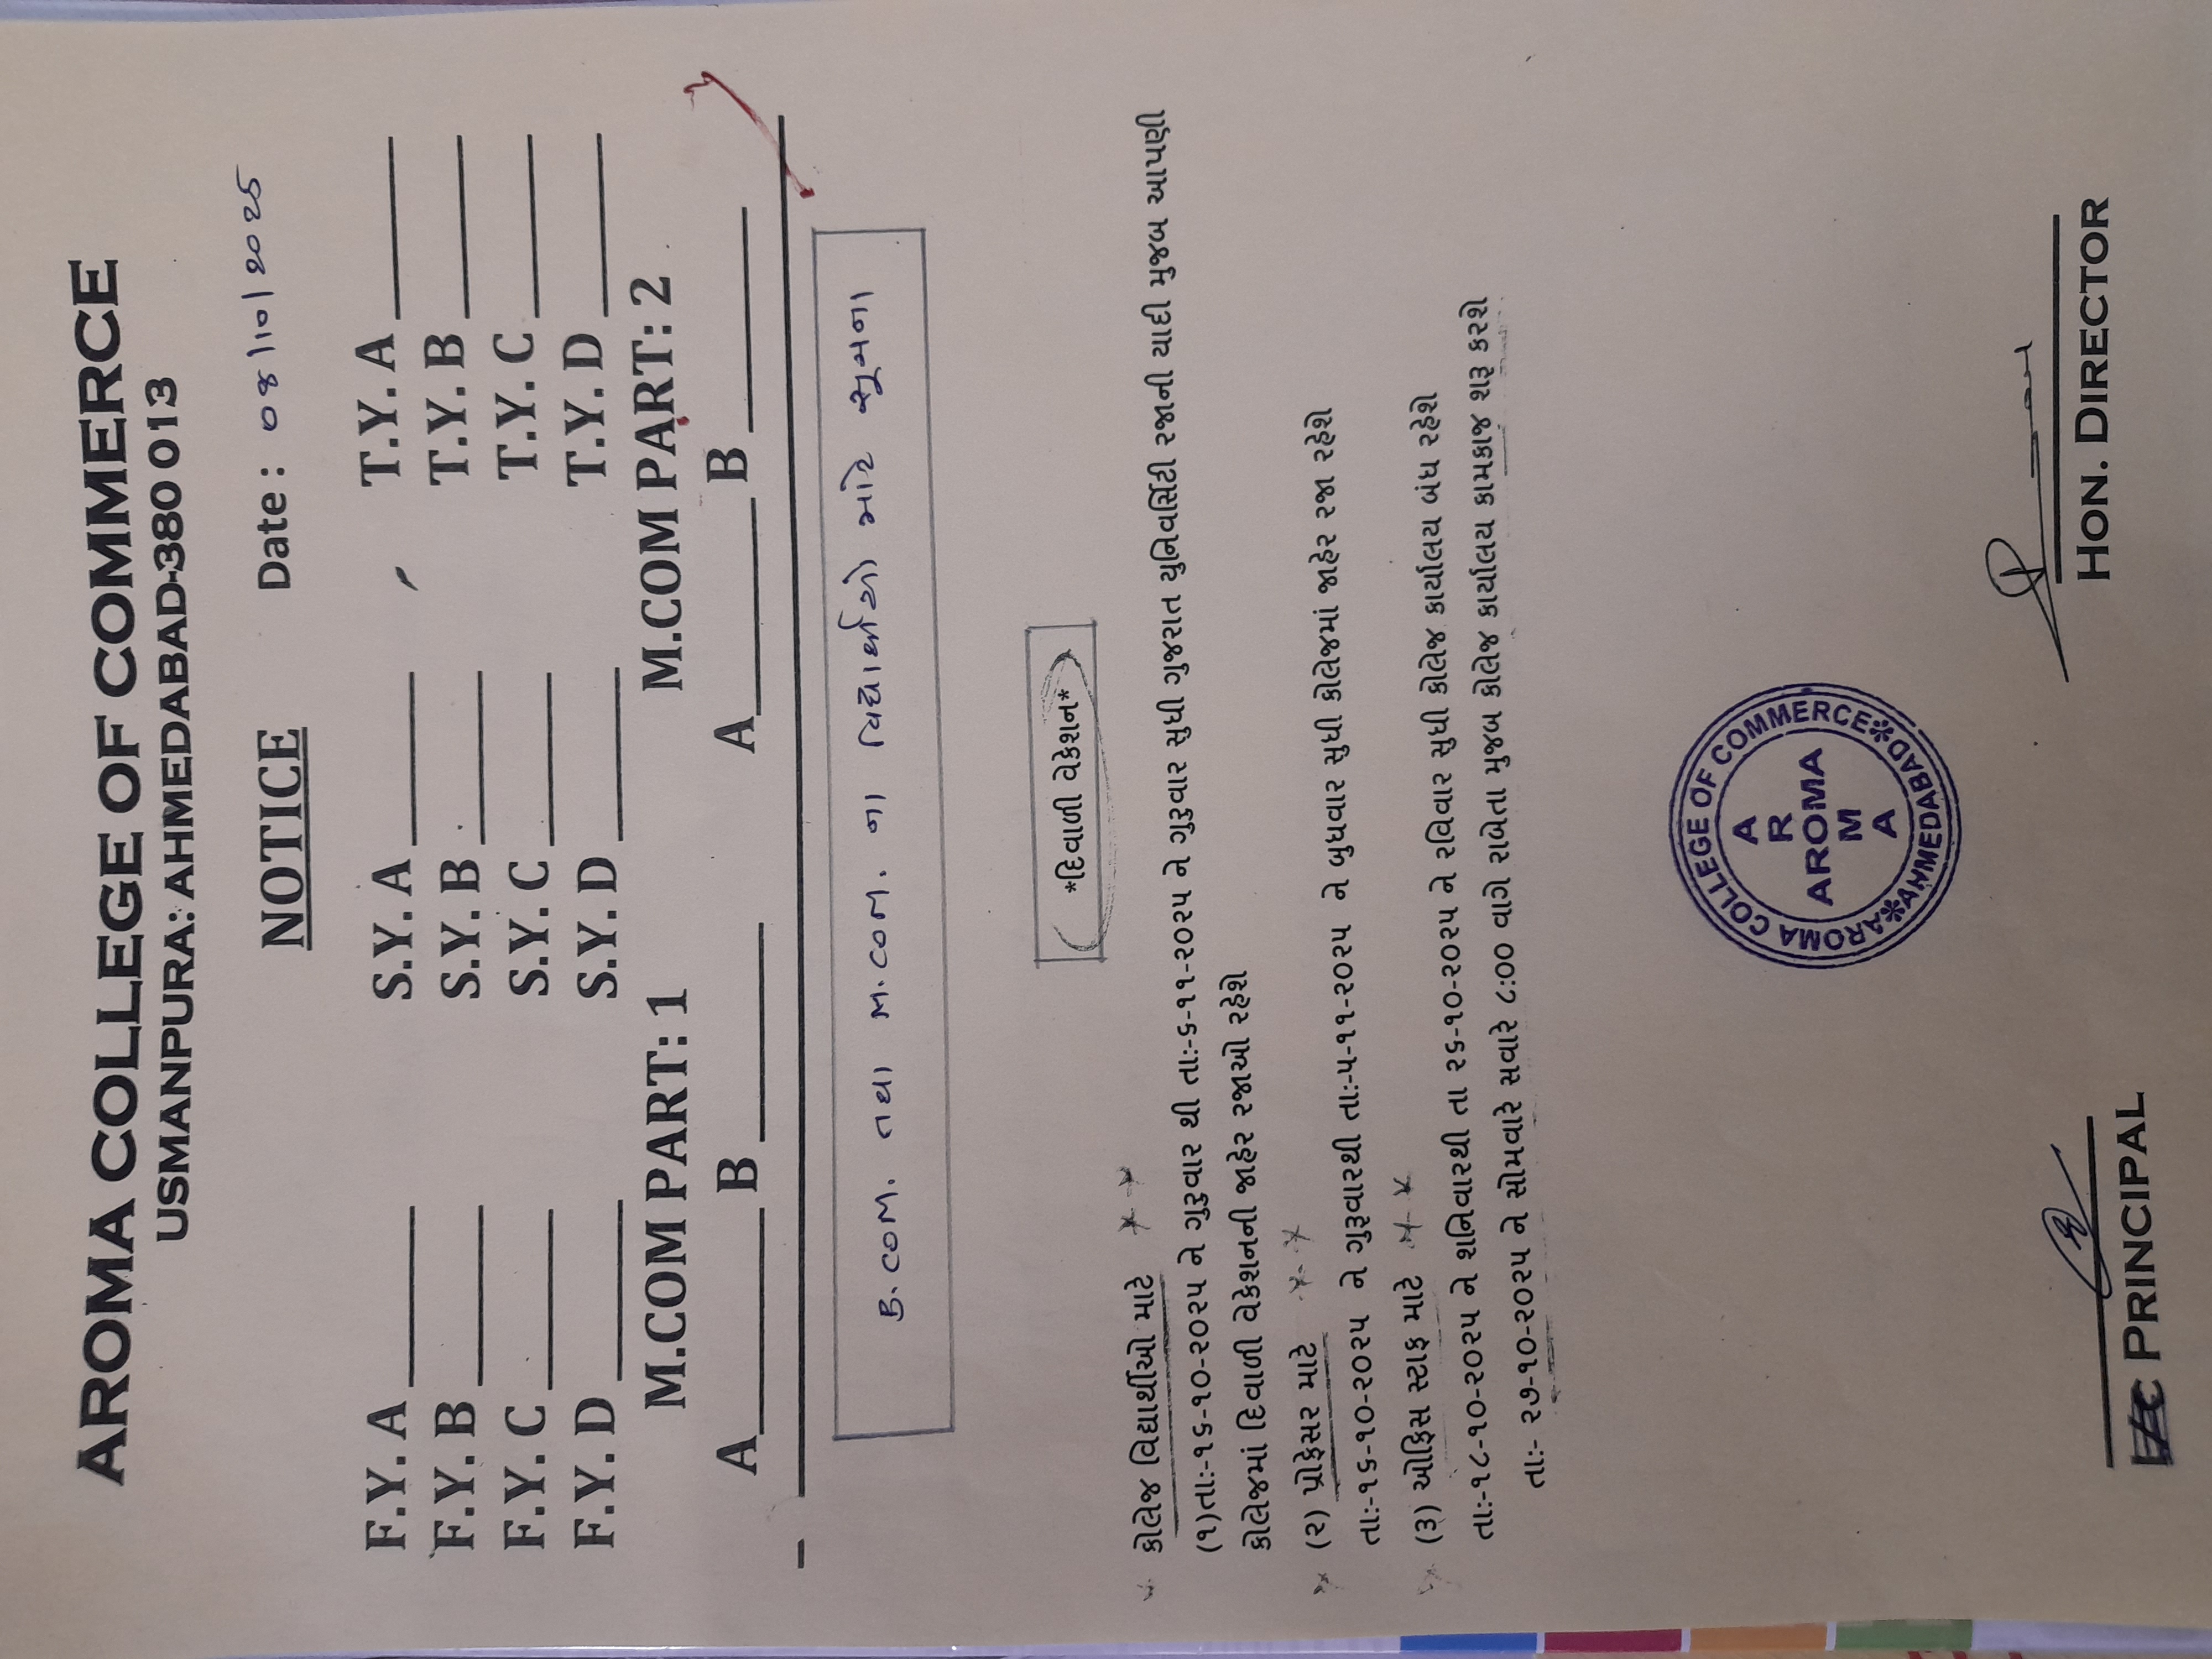 AROMA COLLEGE OF COMMERCE
USMANPURA: AHMEDABAD-380 013
NOTICE Date : 08/10/2025
F.Y. A S.Y. A T.Y. A
F.Y. B S.Y. B T.Y. B
F.Y. C S.Y. C T.Y. C
F.Y. D S.Y. D T.Y. D
M.COM PART: 1 M.COM PART: 2
A B A B
B.COM. તથા M.COM. ના વિદ્યાર્થીઓ માટે સૂચના
*દિવાળી વેકેશન*
કોલેજ વિદ્યાર્થીઓ માટે
(૧)તા:-૧૬-૧૦-૨૦૨૫ ને ગુરુવાર થી તા:-૬-૧૧-૨૦૨૫ ને ગુરુવાર સુધી ગુજરાત યુનિવર્સિટી રજાની યાદી મુજબ આપણી
કોલેજમાં દિવાળી વેકેશનની જાહેર રજાઓ રહેશે
(૨) પ્રોફેસર માટે
તા:-૧૬-૧૦-૨૦૨૫ ને ગુરૂવારથી તા:-૫-૧૧-૨૦૨૫ ને બુધવાર સુધી કોલેજમાં જાહેર રજા રહેશે
(૩) ઓફિસ સ્ટાફ માટે
તા:-૧૮-૧૦-૨૦૨૫ ને શનિવારથી તા ૨૬-૧૦-૨૦૨૫ ને રવિવાર સુધી કોલેજ કાર્યાલય બંધ રહેશે
તા:- ૨૭-૧૦-૨૦૨૫ ને સોમવારે સવારે ૮:૦૦ વાગે રાબેતા મુજબ કોલેજ કાર્યાલય કામકાજ શરૂ કરશે
AROMA COLLEGE OF COMMERCE
AHMEDABAD
A
R
AROMA
M
A
I/C PRINCIPAL HON. DIRECTOR